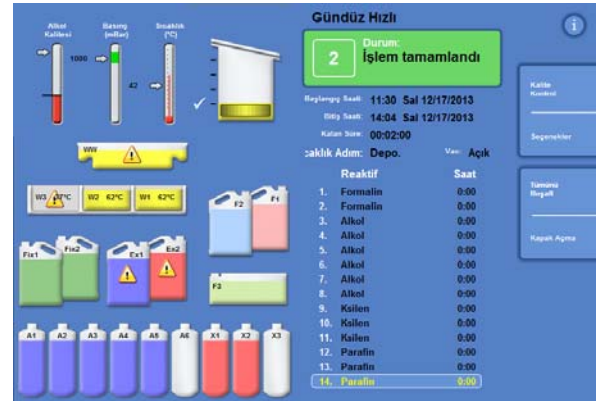 Gündüz Hızlı
Alkol Kalitesi
Basınç (mBar)
Sıcaklık (°C)
1000
42
2
Durum:
İşlem tamamlandı
Başlangıç Saati: 11:30 Sal 12/17/2013
Bitiş Saati: 14:04 Sal 12/17/2013
Kalan Süre: 00:02:00
caklık Adım: Depo. Vac: Açık
Reaktif Saat
1. Formalin 0:00
2. Formalin 0:00
3. Alkol 0:00
4. Alkol 0:00
5. Alkol 0:00
6. Alkol 0:00
7. Alkol 0:00
8. Alkol 0:00
9. Ksilen 0:00
10. Ksilen 0:00
11. Ksilen 0:00
12. Parafin 0:00
13. Parafin 0:00
14. Parafin 0:00
WW
W3 37°C
W2 62°C
W1 62°C
F2
F1
Fix1
Fix2
Ex1
Ex2
F3
A1 A2 A3 A4 A5 A6 X1 X2 X3
i
Kalite
Kontrol
Seçenekler
Tümünü
Boşalt
Kapak Açma